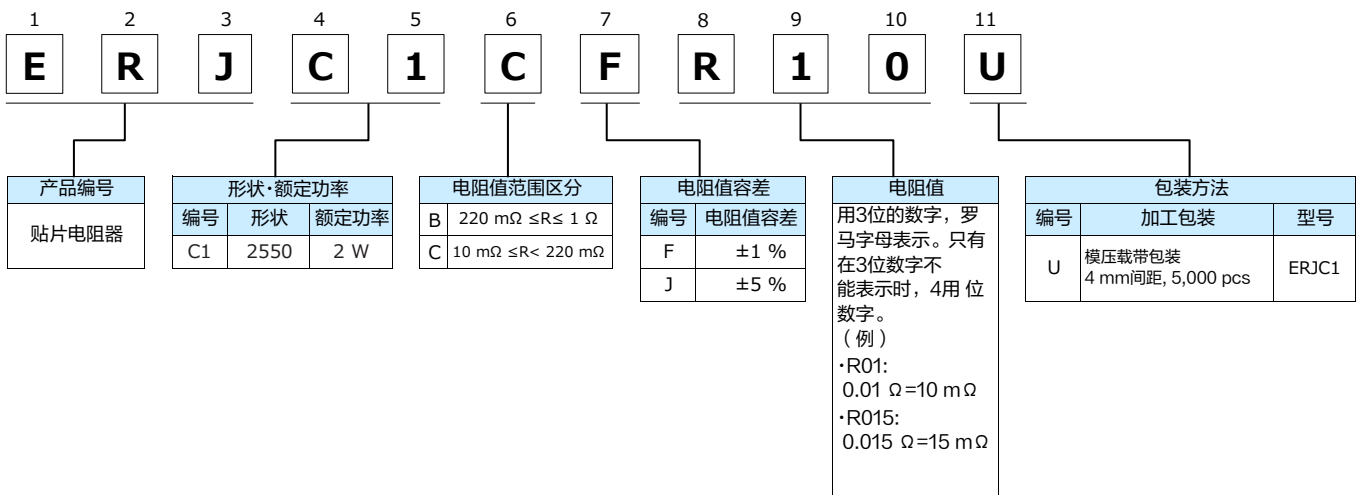 1 2 3 4 5 6 7 8 9 10 11
E R J C 1 C F R 1 0 U
产品编号
贴片电阻器
形状·额定功率
编号 形状 额定功率
C1 2550 2 W
电阻值范围区分
B 220 mΩ ≤R≤ 1 Ω
C 10 mΩ ≤R< 220 mΩ
电阻值容差
编号 电阻值容差
F ±1 %
J ±5 %
电阻值
用3位的数字，罗
马字母表示。只有
在3位数字不
能表示时，4用 位
数字。
（例）
·R01:
0.01 Ω=10 mΩ
·R015:
0.015 Ω=15 mΩ
包装方法
编号 加工包装 型号
U 模压载带包装
4 mm间距, 5,000 pcs ERJC1